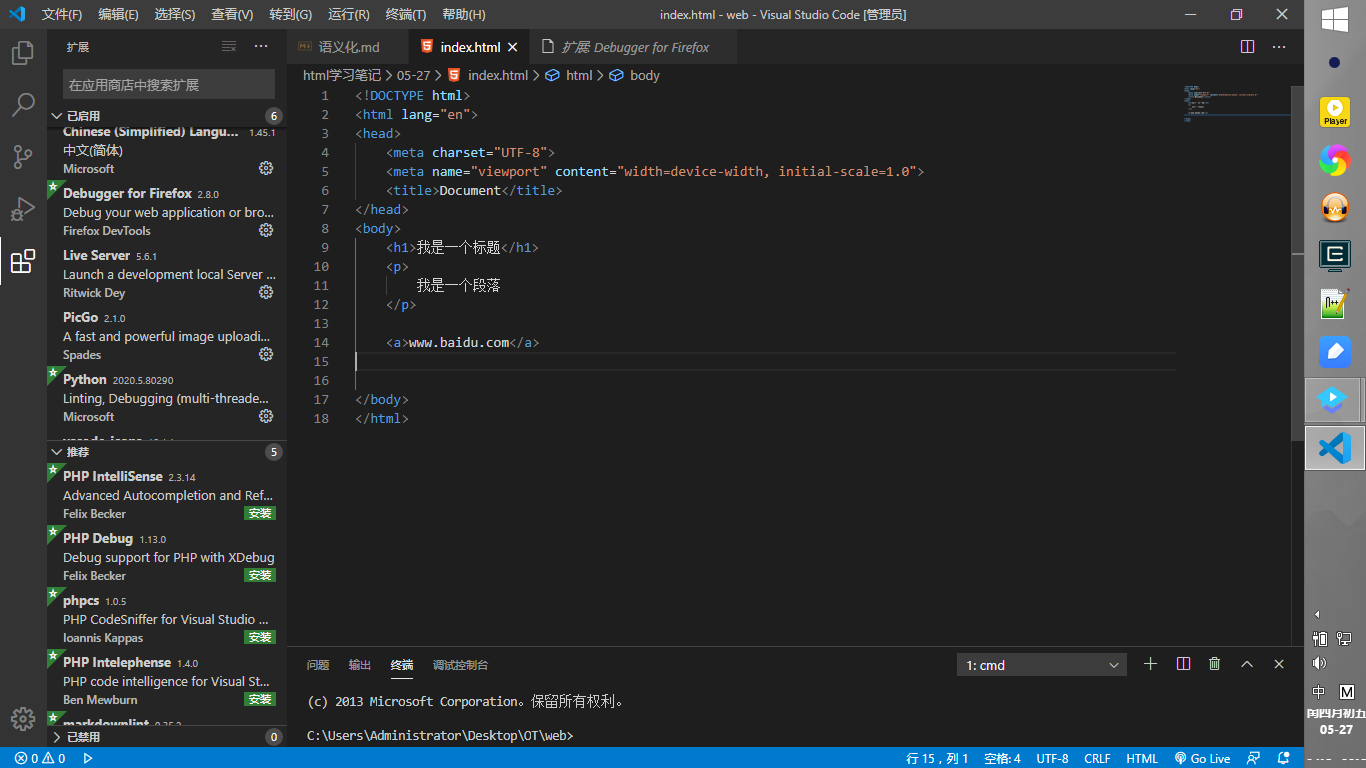 文件(F) 编辑(E) 选择(S) 查看(V) 转到(G) 运行(R) 终端(T) 帮助(H) index.html - web - Visual Studio Code [管理员]
扩展
在应用商店中搜索扩展
已启用 6
Chinese (Simplified) Langu... 1.45.1
中文(简体)
Microsoft
Debugger for Firefox 2.8.0
Debug your web application or bro...
Firefox DevTools
Live Server 5.6.1
Launch a development local Server ...
Ritwick Dey
PicGo 2.1.0
A fast and powerful image uploadi...
Spades
Python 2020.5.80290
Linting, Debugging (multi-threade...
Microsoft
推荐 5
PHP IntelliSense 2.3.14
Advanced Autocompletion and Ref...
Felix Becker 安装
PHP Debug 1.13.0
Debug support for PHP with XDebug
Felix Becker 安装
phpcs 1.0.5
PHP CodeSniffer for Visual Studio ...
Ioannis Kappas 安装
PHP Intelephense 1.4.0
PHP code intelligence for Visual St...
Ben Mewburn 安装
markdownlint
已禁用 0
语义化.md index.html 扩展 Debugger for Firefox
html学习笔记 > 05-27 > index.html > html > body
1 <!DOCTYPE html>
2 <html lang="en">
3 <head>
4 <meta charset="UTF-8">
5 <meta name="viewport" content="width=device-width, initial-scale=1.0">
6 <title>Document</title>
7 </head>
8 <body>
9 <h1>我是一个标题</h1>
10 <p>
11 我是一个段落
12 </p>
13
14 <a>www.baidu.com</a>
15
16
17 </body>
18 </html>
问题 输出 终端 调试控制台 1: cmd
(c) 2013 Microsoft Corporation。保留所有权利。
C:\Users\Administrator\Desktop\OT\web>
0 0 行 15，列 1 空格: 4 UTF-8 CRLF HTML Go Live
Player
中 M
闰四月初五
05-27